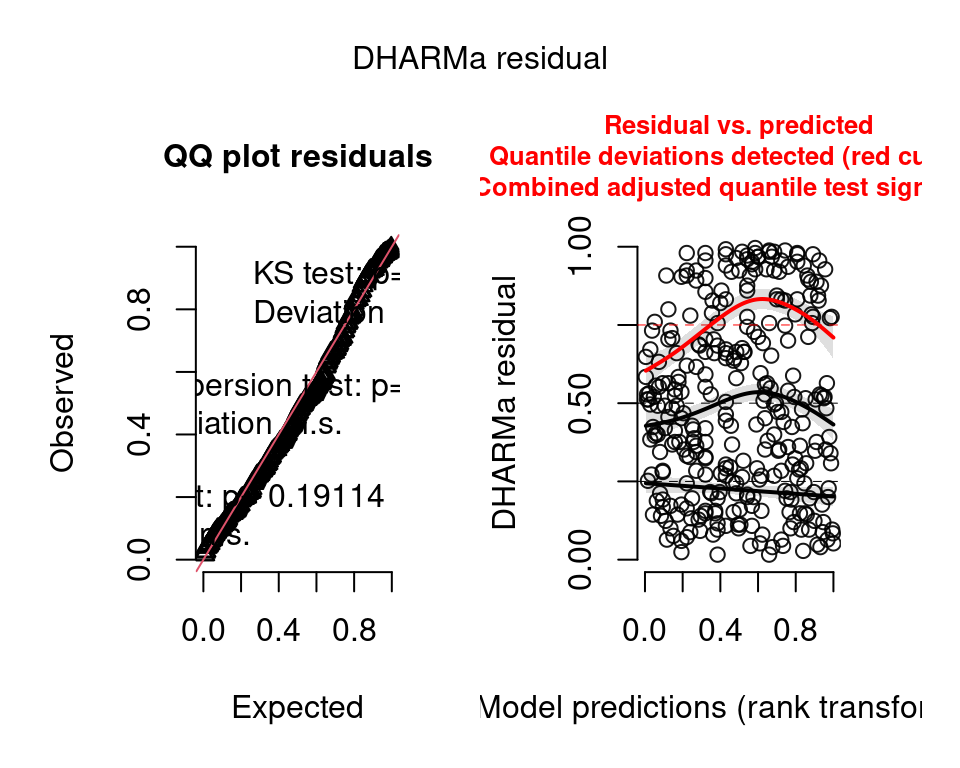 DHARMa residual
QQ plot residuals
KS test: p=
Deviation
persion test: p=
iation n.s.
t: p= 0.19114
n.s.
Observed
0.0 0.4 0.8
0.0 0.4 0.8
Expected
Residual vs. predicted
Quantile deviations detected (red cu
Combined adjusted quantile test sign
DHARMa residual
0.00 0.50 1.00
0.0 0.4 0.8
Model predictions (rank transfor